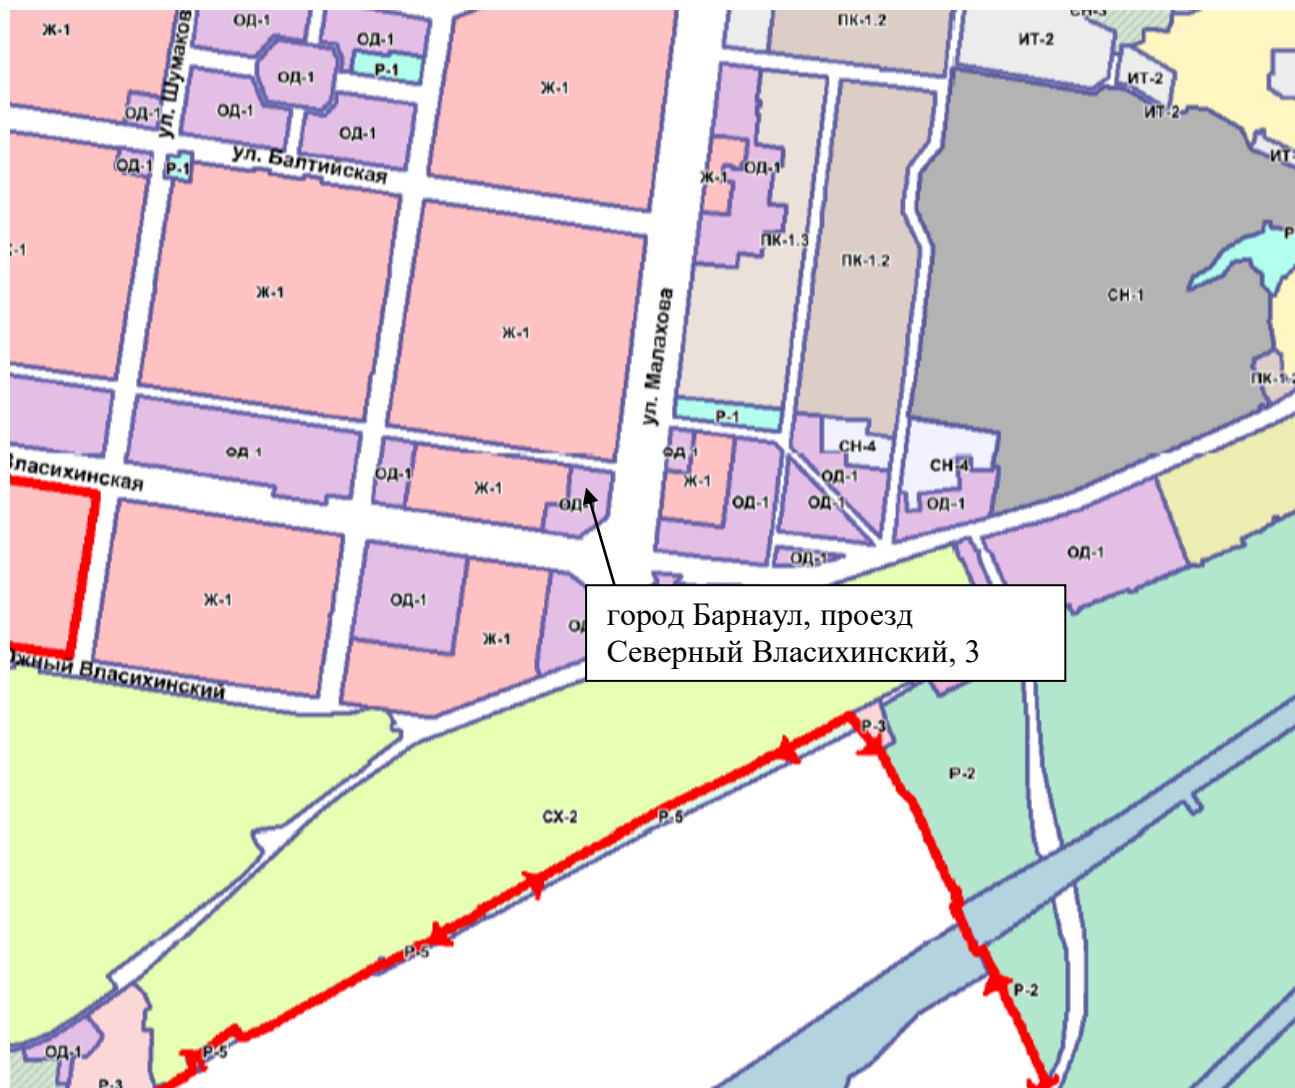 ОД-1
СН-3
Ж-1
ОД-1
ПК-1.2
ИТ-2
ул. Шумаков
Р-1
ОД-1
ИТ-2
Ж-1
ОД-1
ОД-1
ИТ-2
ОД-1
ул. Балтийская
ОД-1
Р-1
ОД-1
Ж-1
ПК-1.3
ПК-1.2
Ж-1
СН-1
Ж-1
ул. Малахова
ПК-1.2
Р-1
ОД-1
ОД-1
СН-4
СН-4
Власихинская
ОД-1
Ж-1
Ж-1
ОД-1
ОД-1
ОД-1
ОД-1
ОД-1
ОД-1
Ж-1
ОД-1
город Барнаул, проезд
Северный Власихинский, 3
Ж-1
Южный Власихинский
Р-3
Р-2
СХ-2
Р-5
Р-5
Р-2
Р-5
ОД-1
Р-3